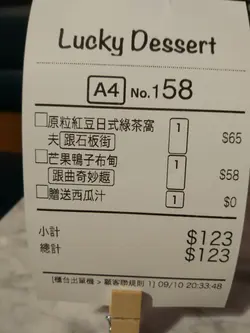 Lucky Dessert
A4 No.158
原粒紅豆日式綠茶窩 1 $65
夫 跟石板街
芒果鴨子布甸 1 $58
跟曲奇妙趣
贈送西瓜汁 0 $0
小計 $123
總計 $123
[櫃台出單機 > 顧客聯規則 1] 09/10 20:33:48